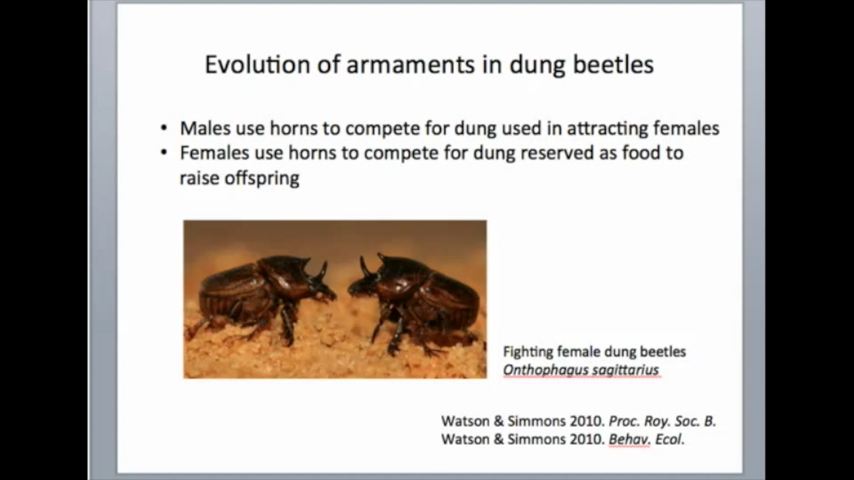 Evolution of armaments in dung beetles
• Males use horns to compete for dung used in attracting females
• Females use horns to compete for dung reserved as food to
raise offspring
Fighting female dung beetles
Onthophagus sagittarius
Watson & Simmons 2010. Proc. Roy. Soc. B.
Watson & Simmons 2010. Behav. Ecol.